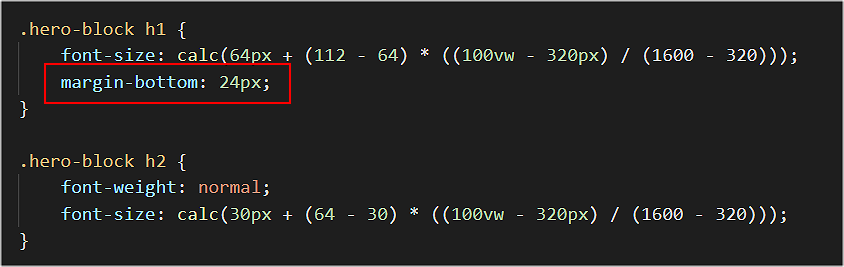 .hero-block h1 {
    font-size: calc(64px + (112 - 64) * ((100vw - 320px) / (1600 - 320)));
    margin-bottom: 24px;
}
.hero-block h2 {
    font-weight: normal;
    font-size: calc(30px + (64 - 30) * ((100vw - 320px) / (1600 - 320)));
}